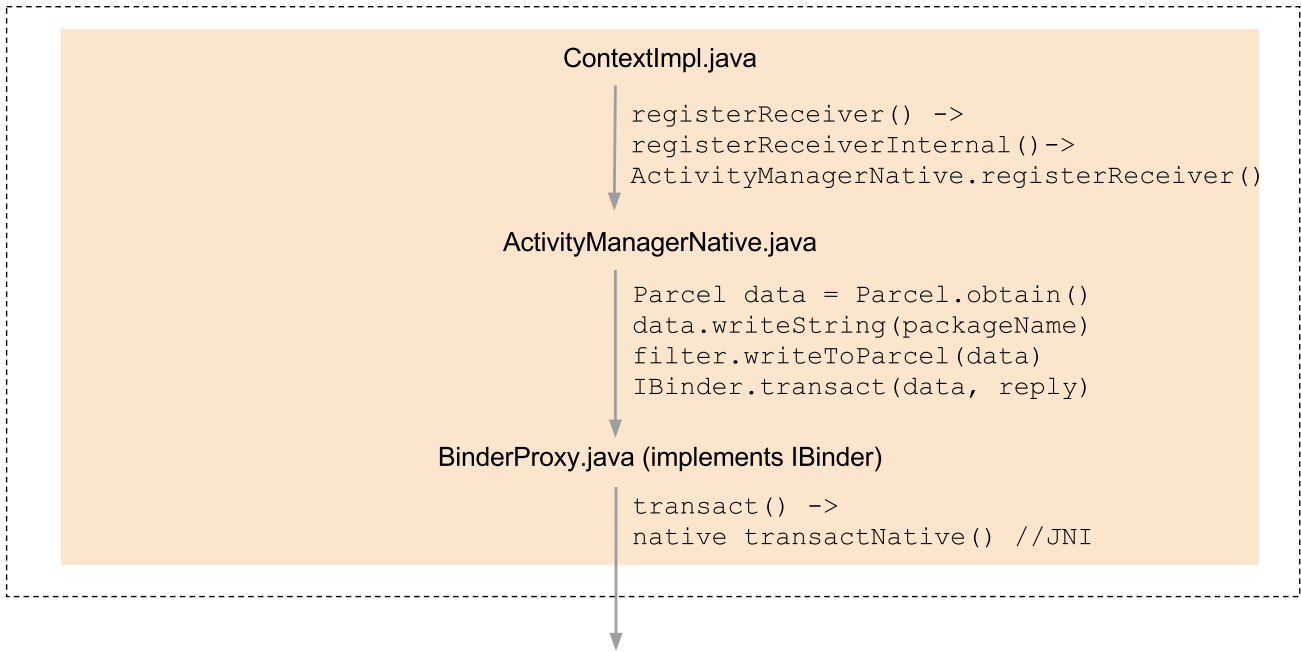 ContextImpl.java
registerReceiver() ->
registerReceiverInternal()->
ActivityManagerNative.registerReceiver()
ActivityManagerNative.java
Parcel data = Parcel.obtain()
data.writeString(packageName)
filter.writeToParcel(data)
IBinder.transact(data, reply)
BinderProxy.java (implements IBinder)
transact() ->
native transactNative() //JNI